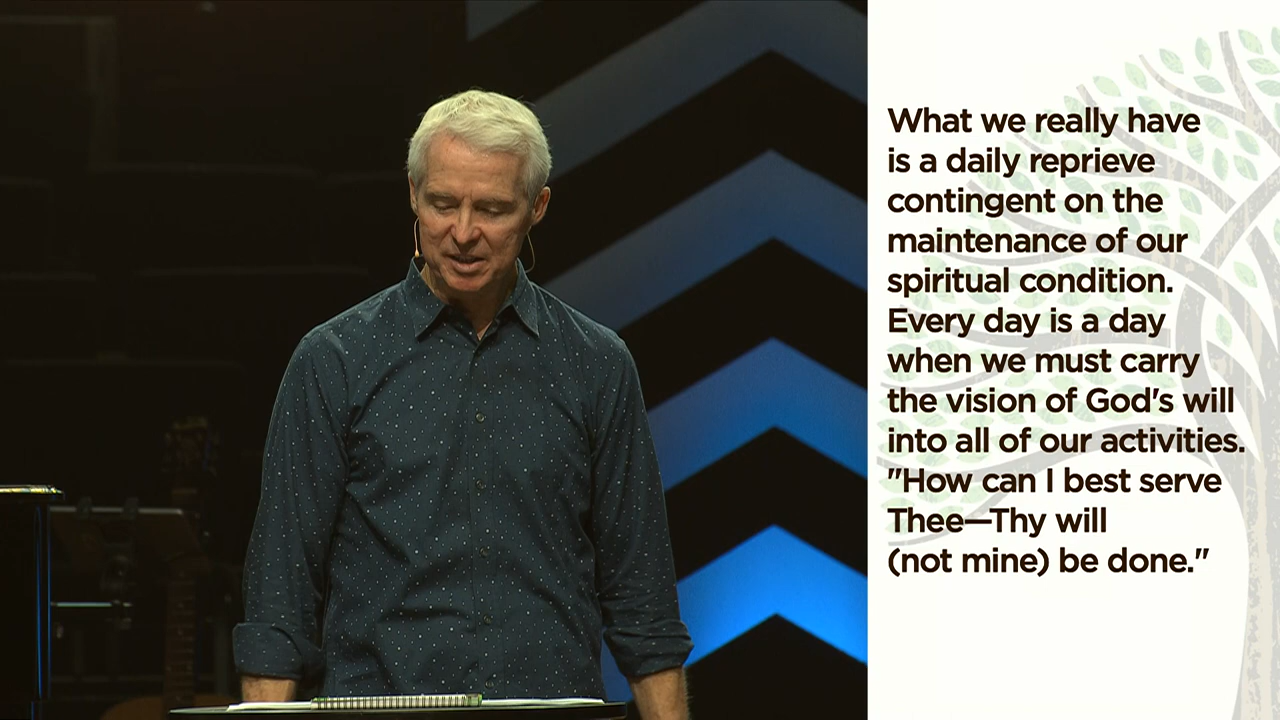 What we really have
is a daily reprieve
contingent on the
maintenance of our
spiritual condition.
Every day is a day
when we must carry
the vision of God's will
into all of our activities.
"How can I best serve
Thee—Thy will
(not mine) be done."